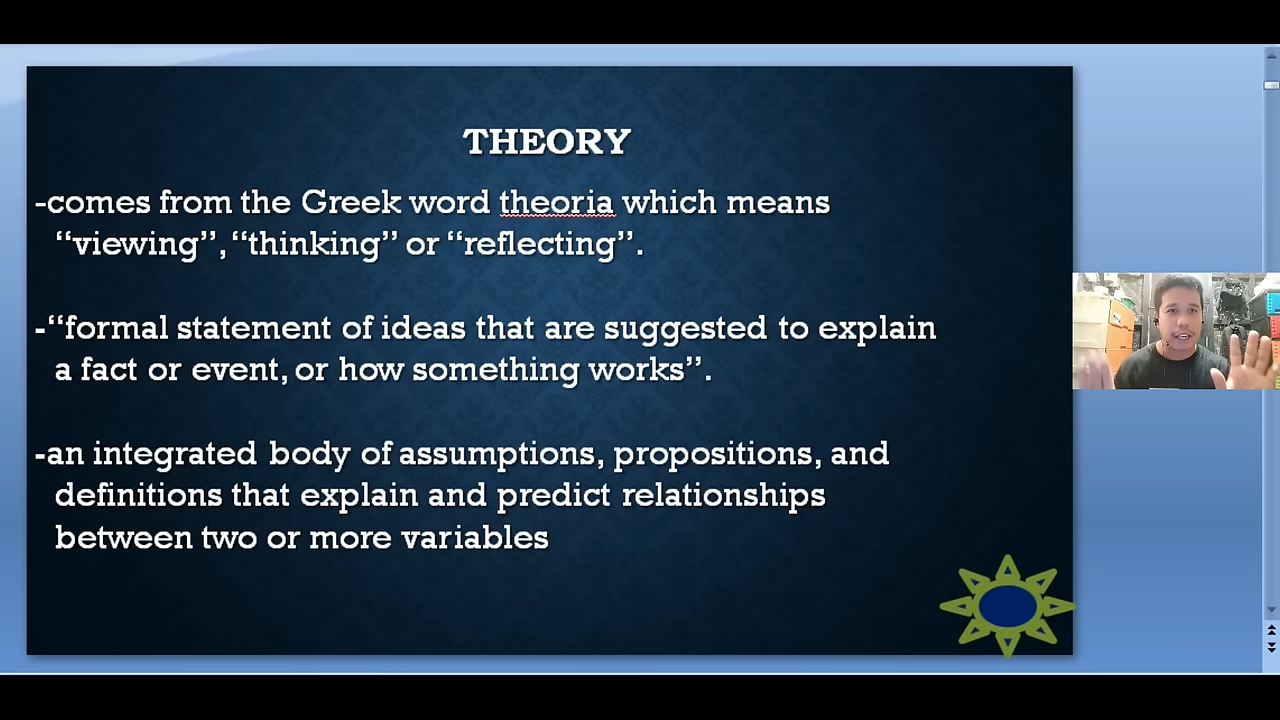 THEORY
-comes from the Greek word theoria which means
“viewing”, “thinking” or “reflecting”.
-“formal statement of ideas that are suggested to explain
a fact or event, or how something works”.
-an integrated body of assumptions, propositions, and
definitions that explain and predict relationships
between two or more variables